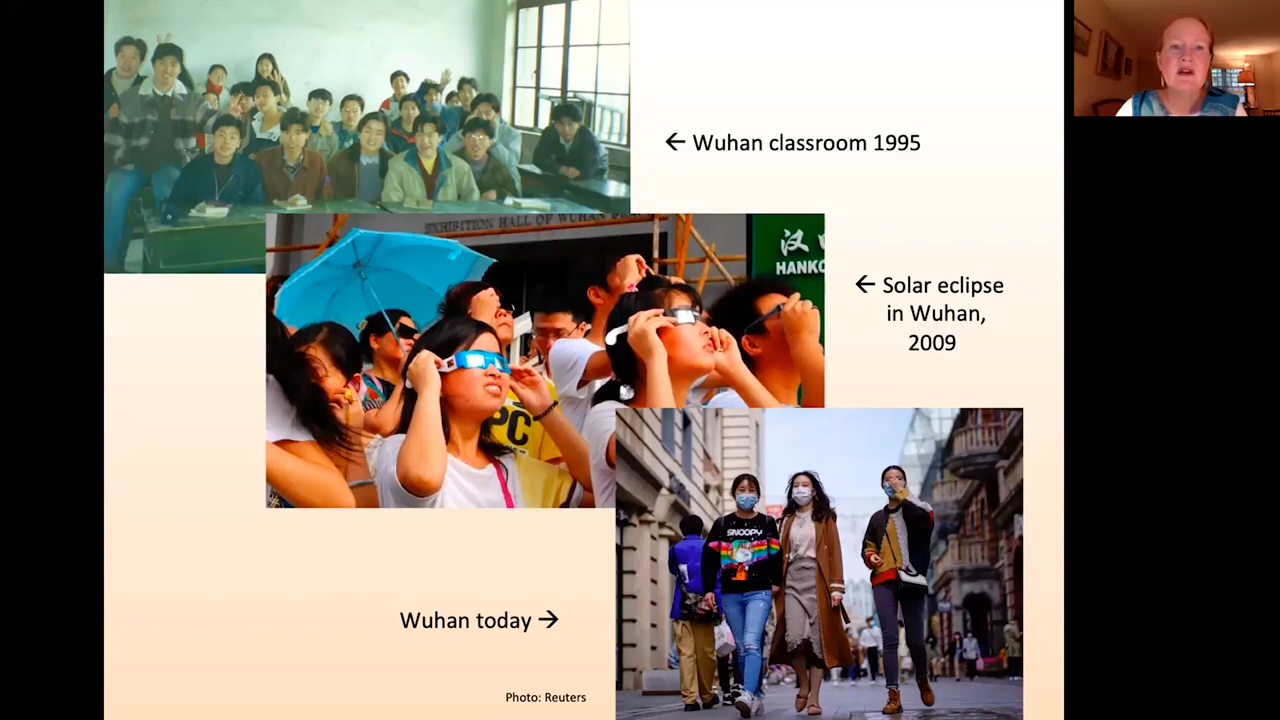 ← Wuhan classroom 1995
EXHIBITION HALL OF WUHAN
汉
HANKO
← Solar eclipse
in Wuhan,
2009
PC
SNOOPY
Wuhan today →
Photo: Reuters